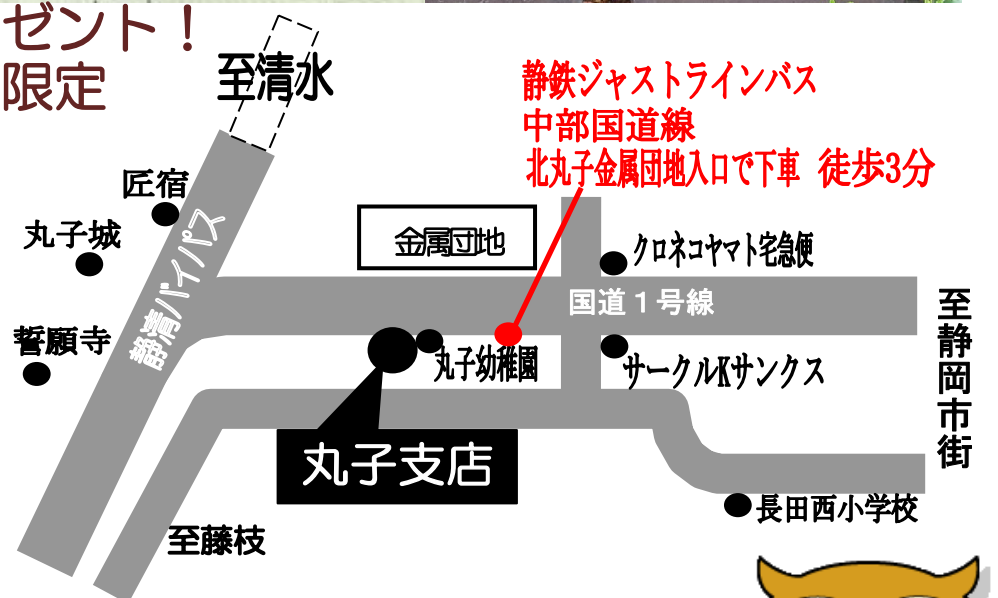 ゼント！
限定
至清水
静鉄ジャストラインバス
中部国道線
北丸子金属団地入口で下車 徒歩3分
匠宿
丸子城
静清バイパス
金属団地
クロネコヤマト宅急便
国道１号線
至静岡市街
誓願寺
丸子幼稚園
サークルKサンクス
丸子支店
長田西小学校
至藤枝